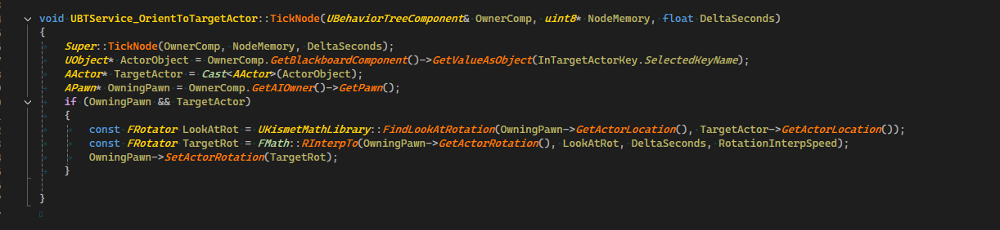 void UBTService_OrientToTargetActor::TickNode(UBehaviorTreeComponent& OwnerComp, uint8* NodeMemory, float DeltaSeconds)
{
Super::TickNode(OwnerComp, NodeMemory, DeltaSeconds);
UObject* ActorObject = OwnerComp.GetBlackboardComponent()->GetValueAsObject(InTargetActorKey.SelectedKeyName);
AActor* TargetActor = Cast<AActor>(ActorObject);
APawn* OwningPawn = OwnerComp.GetAIOwner()->GetPawn();
if (OwningPawn && TargetActor)
{
const FRotator LookAtRot = UKismetMathLibrary::FindLookAtRotation(OwningPawn->GetActorLocation(), TargetActor->GetActorLocation());
const FRotator TargetRot = FMath::RInterpTo(OwningPawn->GetActorRotation(), LookAtRot, DeltaSeconds, RotationInterpSpeed);
OwningPawn->SetActorRotation(TargetRot);
}
}